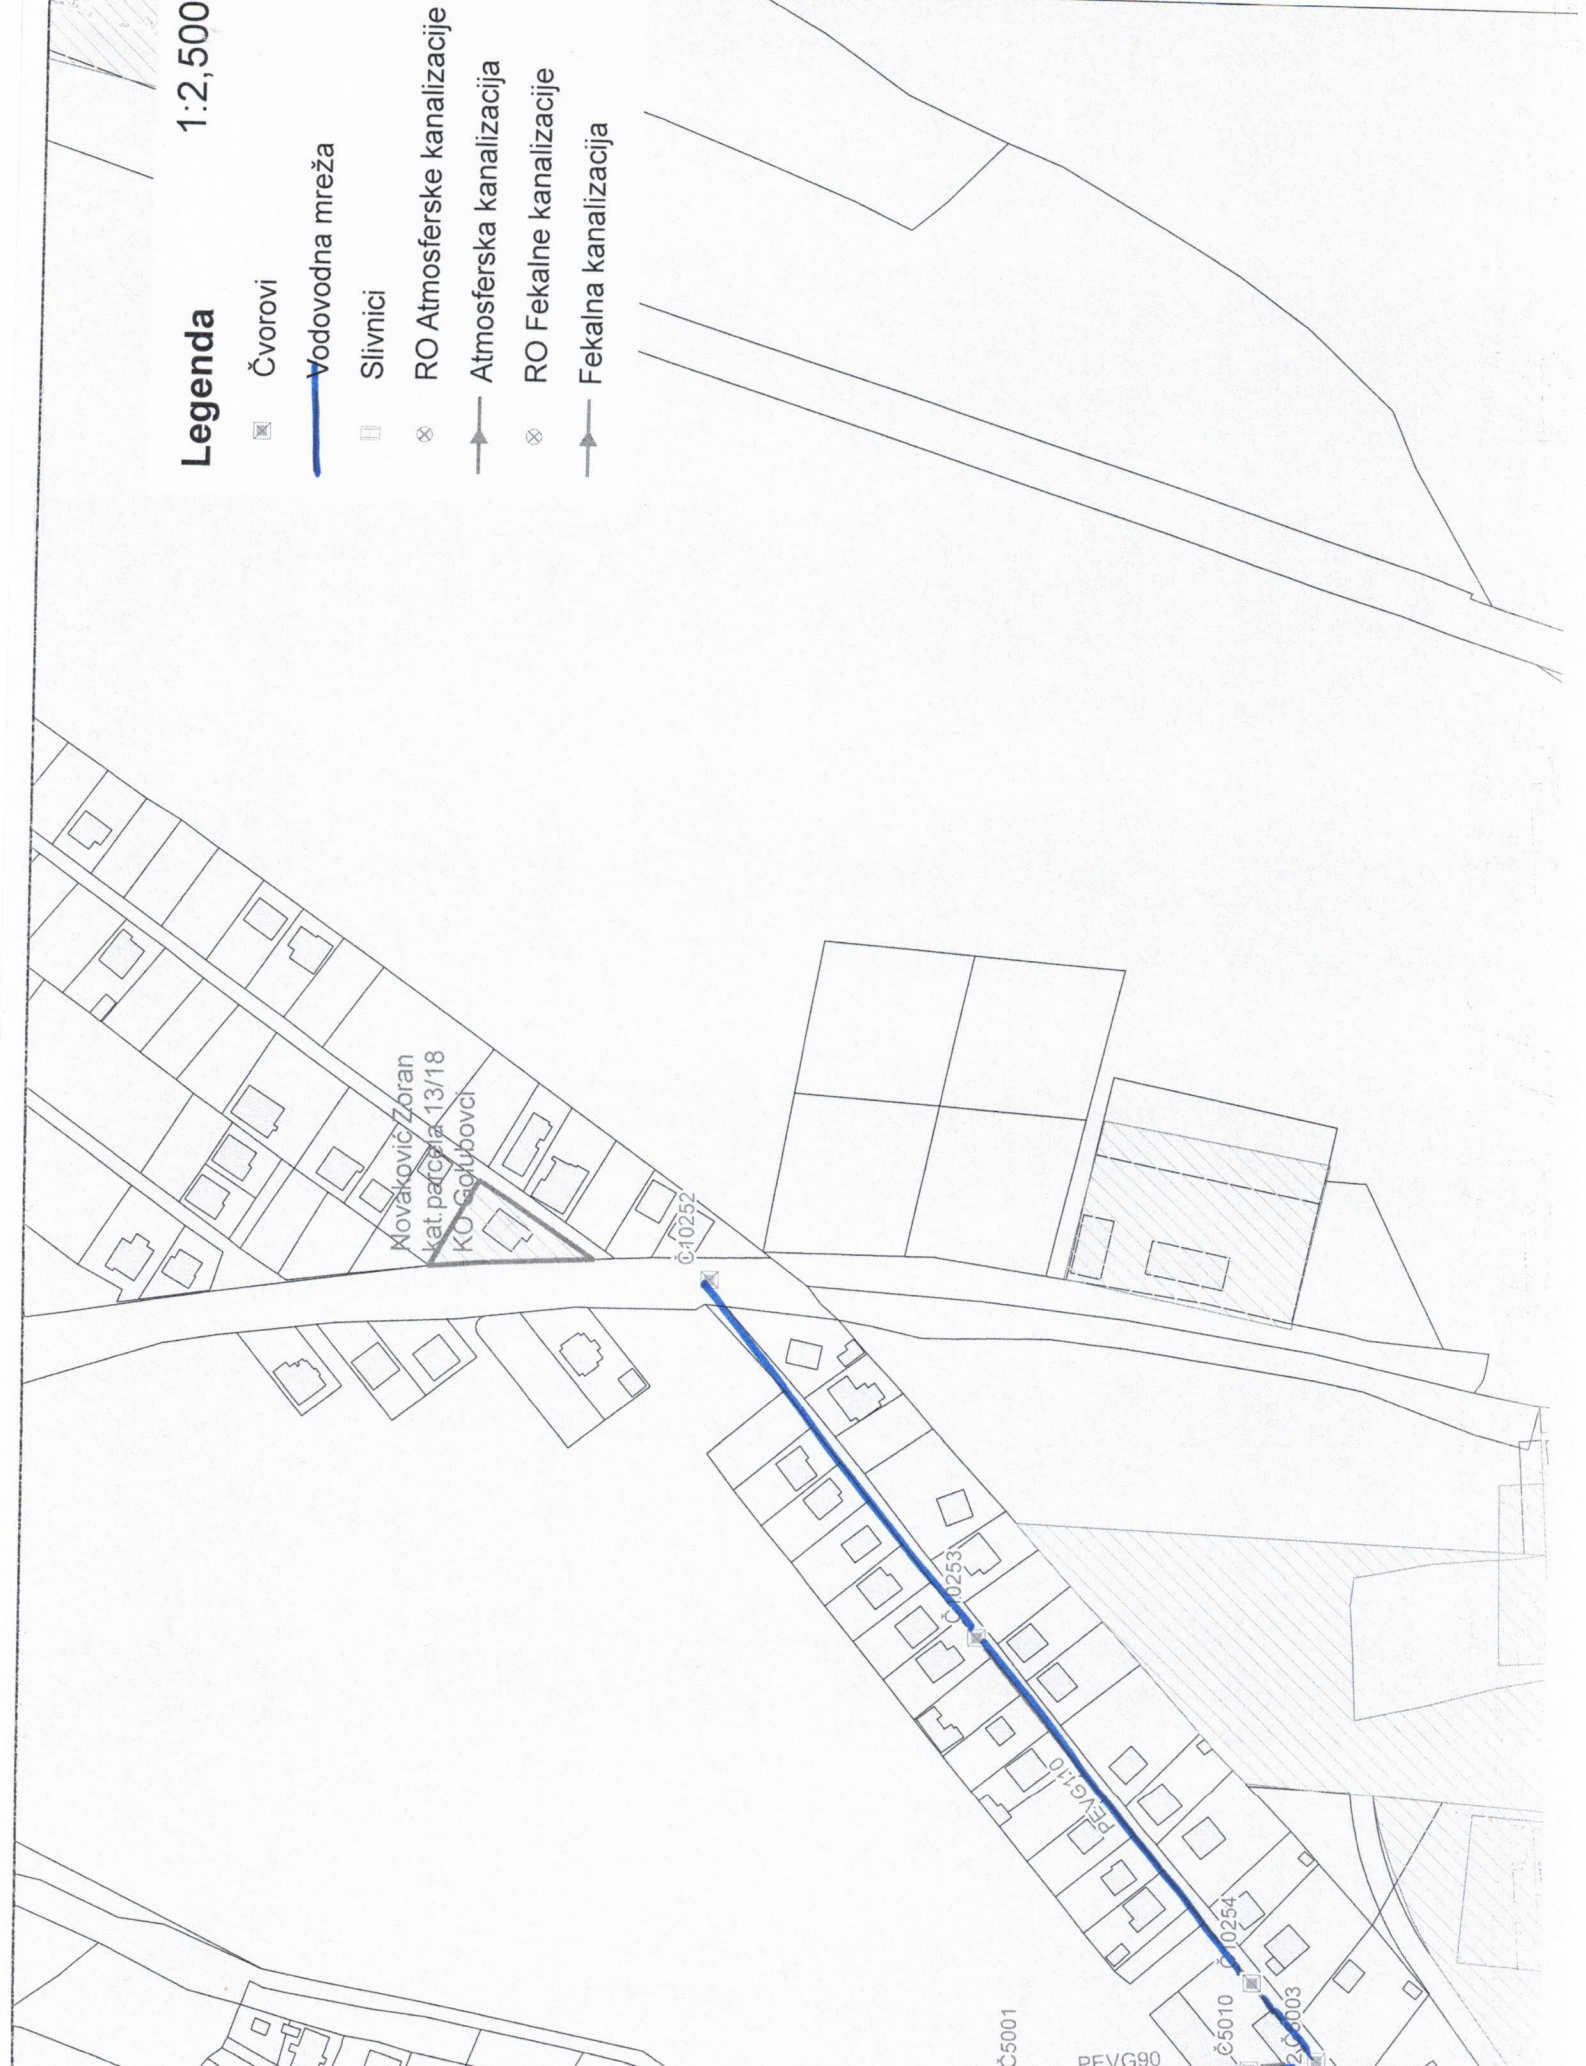 1:2,500
Legenda
Čvorovi
Vodovodna mreža
Slivnici
RO Atmosferske kanalizacije
Atmosferska kanalizacija
RO Fekalne kanalizacije
Fekalna kanalizacija
Novaković Zoran
kat.parcela 13/18
KO Golubovci
Č10252
Č10253
PEVG110
Č10254
Č5001
PEVG90
Č5010